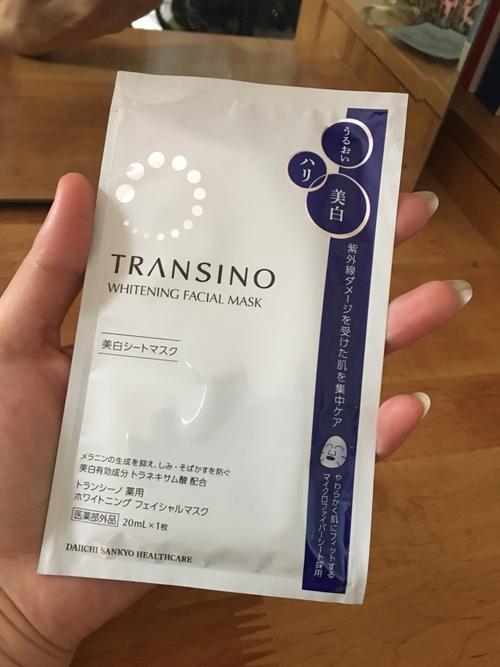 TRANSINO
WHITENING FACIAL MASK
美白シートマスク
メラニンの生成を抑え、しみ・そばかすを防ぐ
美白有効成分 トラネキサム酸 配合
トランシーノ 薬用
ホワイトニング フェイシャルマスク
医薬部外品 20mL×1枚
DAIICHI SANKYO HEALTHCARE
うるおい
ハリ
美白
紫外線ダメージを受けた肌を集中ケア
やわらかく肌にフィットする
マイクロファイバーシート採用